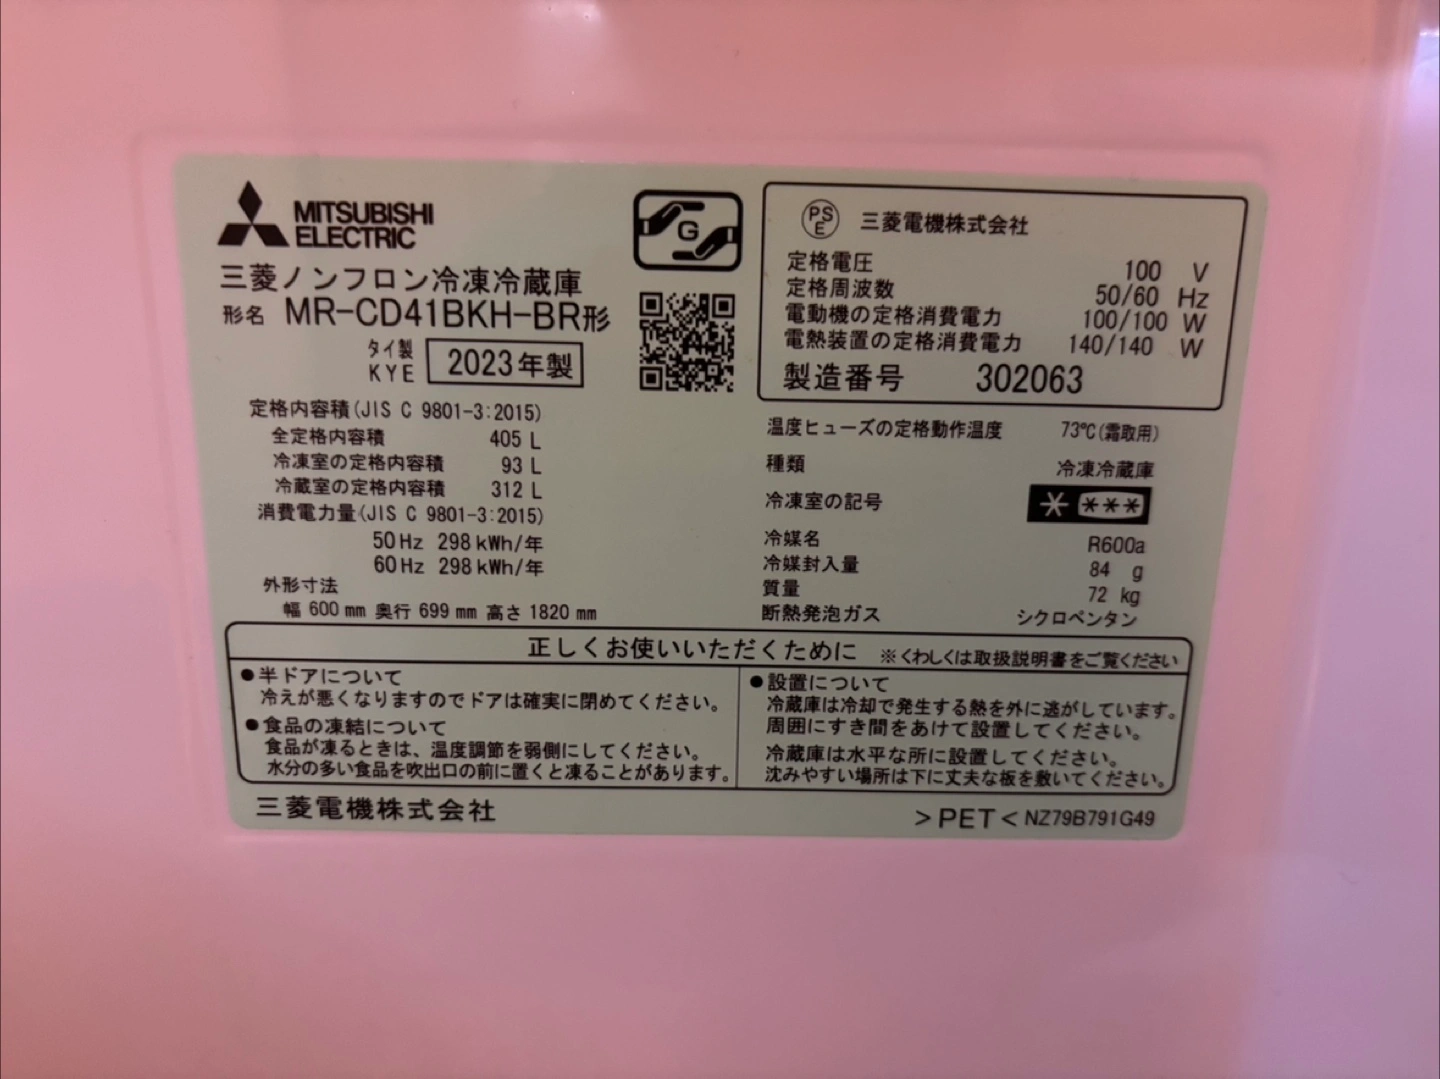 MITSUBISHI
ELECTRIC
三菱ノンフロン冷凍冷蔵庫
形名 MR-CD41BKH-BR形
タイ製
KYE
2023年製
定格内容積(JIS C 9801-3:2015)
全定格内容積 405 L
冷凍室の定格内容積 93 L
冷蔵室の定格内容積 312 L
消費電力量(JIS C 9801-3:2015)
50Hz 298kWh/年
60Hz 298kWh/年
外形寸法
幅 600mm 奥行 699mm 高さ 1820mm
G
PSE 三菱電機株式会社
定格電圧 100 V
定格周波数 50/60 Hz
電動機の定格消費電力 100/100 W
電熱装置の定格消費電力 140/140 W
製造番号 302063
温度ヒューズの定格動作温度 73℃(霜取用)
種類 冷凍冷蔵庫
冷凍室の記号 * ***
冷媒名 R600a
冷媒封入量 84 g
質量 72 kg
断熱発泡ガス シクロペンタン
正しくお使いいただくために ※くわしくは取扱説明書をご覧ください
●半ドアについて
冷えが悪くなりますのでドアは確実に閉めてください。
●食品の凍結について
食品が凍るときは、温度調節を弱側にしてください。
水分の多い食品を吹出口の前に置くと凍ることがあります。
●設置について
冷蔵庫は冷却で発生する熱を外に逃がしています。
周囲にすき間をあけて設置してください。
冷蔵庫は水平な所に設置してください。
沈みやすい場所は下に丈夫な板を敷いてください。
三菱電機株式会社
>PET< NZ79B791G49